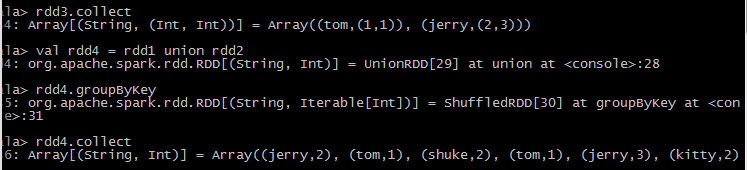 la> rdd3.collect
4: Array[(String, (Int, Int))] = Array((tom,(1,1)), (jerry,(2,3)))
la> val rdd4 = rdd1 union rdd2
4: org.apache.spark.rdd.RDD[(String, Int)] = UnionRDD[29] at union at <console>:28
la> rdd4.groupByKey
5: org.apache.spark.rdd.RDD[(String, Iterable[Int])] = ShuffledRDD[30] at groupByKey at <con
e>:31
la> rdd4.collect
6: Array[(String, Int)] = Array((jerry,2), (tom,1), (shuke,2), (tom,1), (jerry,3), (kitty,2)